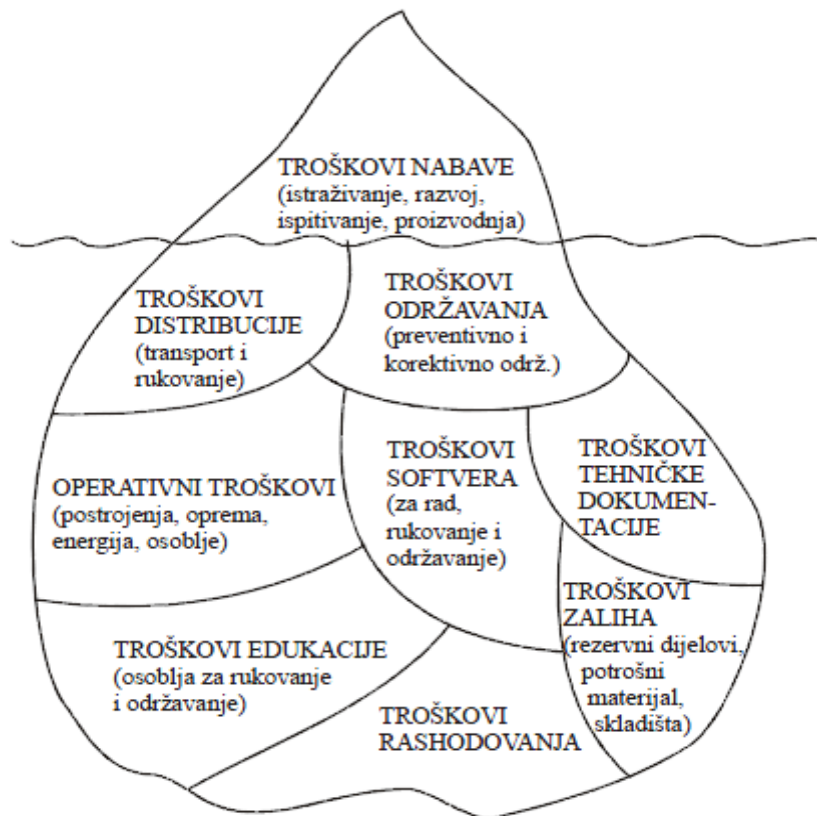 TROŠKOVI NABAVE
(istraživanje, razvoj,
ispitivanje, proizvodnja)
TROŠKOVI
DISTRIBUCIJE
(transport i
rukovanje)
TROŠKOVI
ODRŽAVANJA
(preventivno i
korektivno održ.)
OPERATIVNI TROŠKOVI
(postrojenja, oprema,
energija, osoblje)
TROŠKOVI
SOFTVERA
(za rad,
rukovanje i
održavanje)
TROŠKOVI
TEHNIČKE
DOKUMEN-
TACIJE
TROŠKOVI EDUKACIJE
(osoblja za rukovanje
i održavanje)
TROŠKOVI
RASHODOVANJA
TROŠKOVI
ZALIHA
(rezervni dijelovi,
potrošni
materijal,
skladišta)